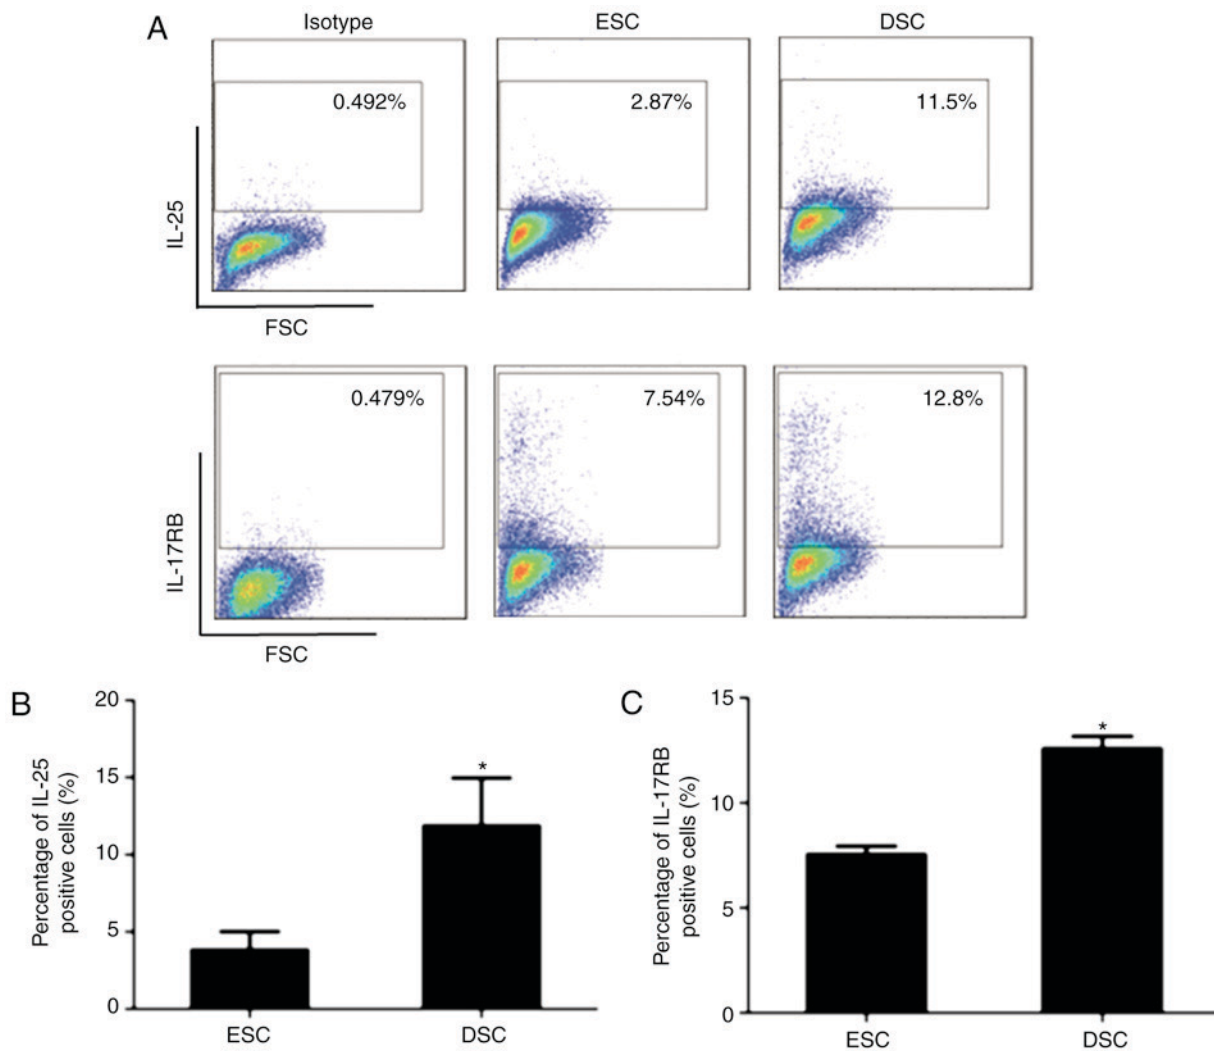 A
Isotype
ESC
DSC
0.492%
2.87%
11.5%
IL-25
FSC
0.479%
7.54%
12.8%
IL-17RB
FSC
B
Percentage of IL-25
positive cells (%)
20
15
10
5
0
*
ESC
DSC
C
Percentage of IL-17RB
positive cells (%)
15
10
5
0
*
ESC
DSC